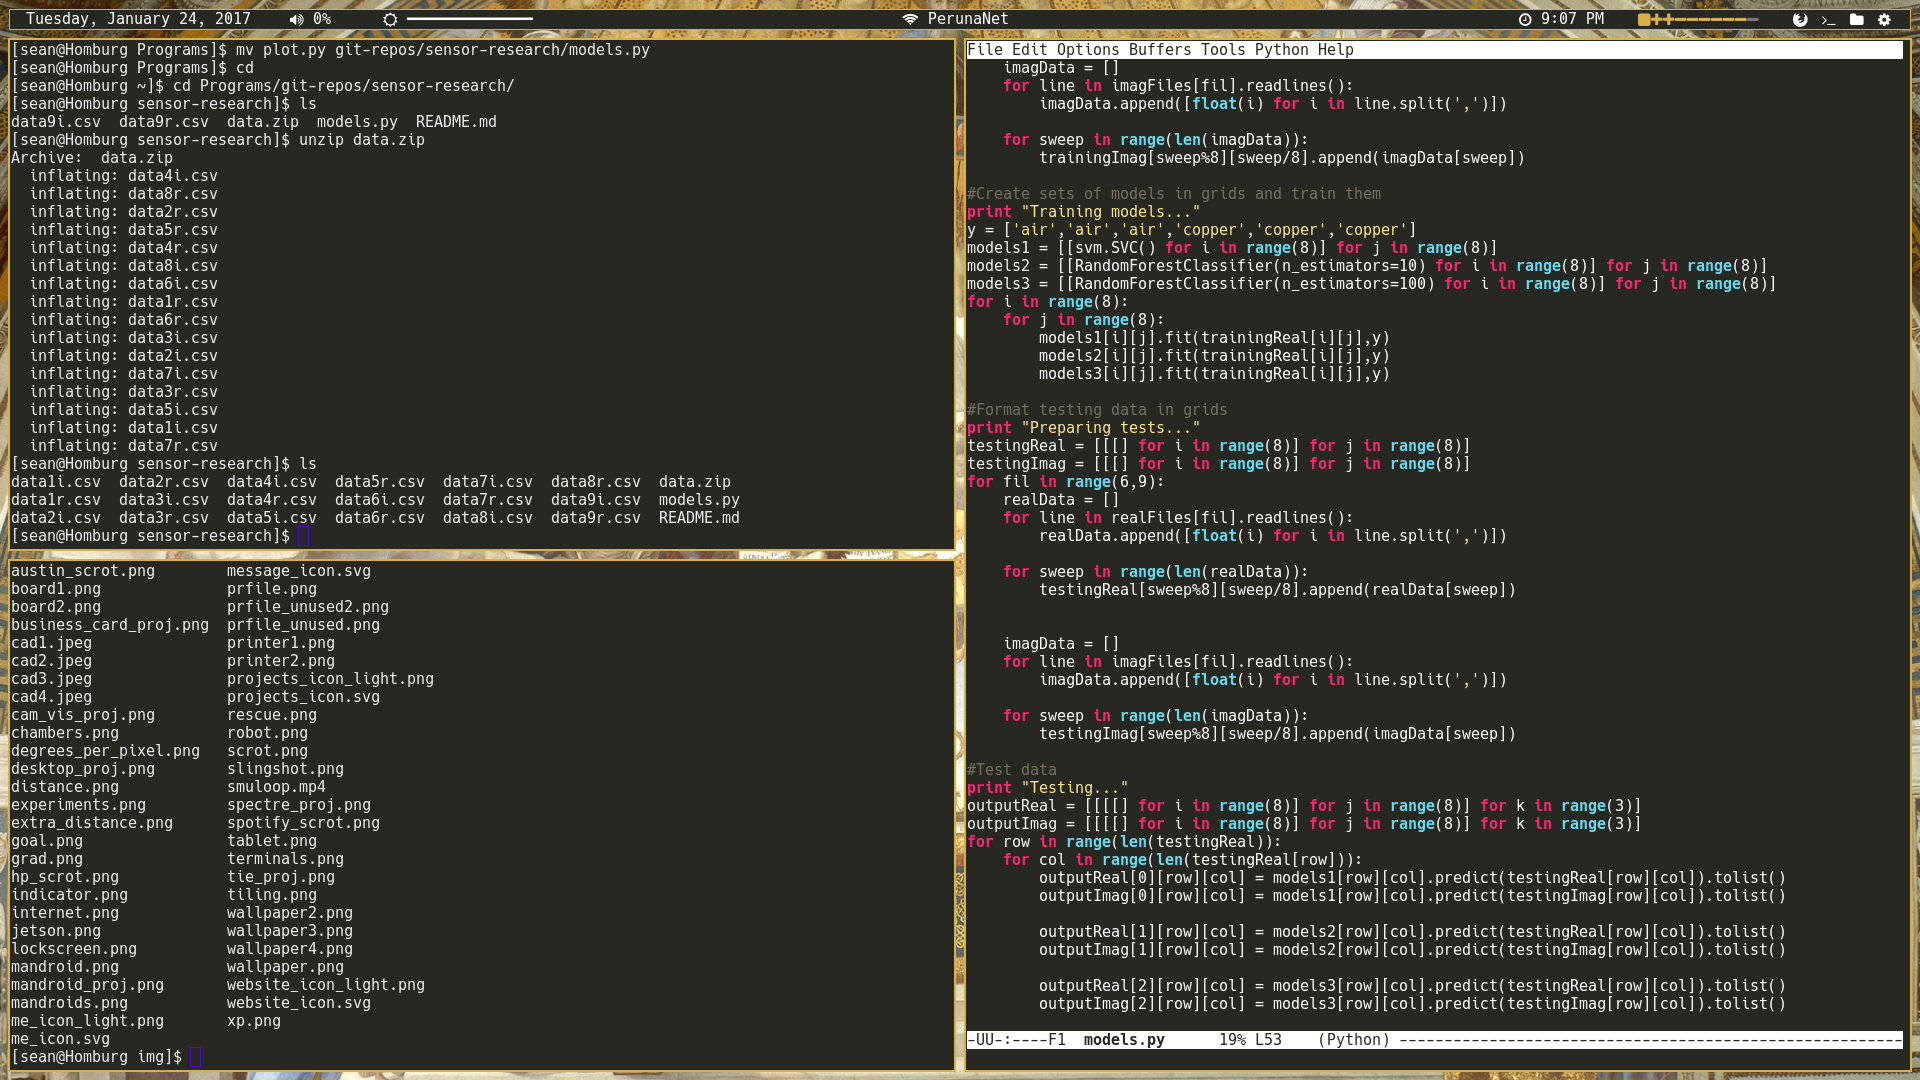 Tuesday, January 24, 2017 0% PerunaNet 9:07 PM
[sean@Homburg Programs]$ mv plot.py git-repos/sensor-research/models.py
[sean@Homburg Programs]$ cd
[sean@Homburg ~]$ cd Programs/git-repos/sensor-research/
[sean@Homburg sensor-research]$ ls
data9i.csv  data9r.csv  data.zip  models.py  README.md
[sean@Homburg sensor-research]$ unzip data.zip
Archive:  data.zip
  inflating: data4i.csv
  inflating: data8r.csv
  inflating: data2r.csv
  inflating: data5r.csv
  inflating: data4r.csv
  inflating: data8i.csv
  inflating: data6i.csv
  inflating: data1r.csv
  inflating: data6r.csv
  inflating: data3i.csv
  inflating: data2i.csv
  inflating: data7i.csv
  inflating: data3r.csv
  inflating: data5i.csv
  inflating: data1i.csv
  inflating: data7r.csv
[sean@Homburg sensor-research]$ ls
data1i.csv  data2r.csv  data4i.csv  data5r.csv  data7i.csv  data8r.csv  data.zip
data1r.csv  data3i.csv  data4r.csv  data6i.csv  data7r.csv  data9i.csv  models.py
data2i.csv  data3r.csv  data5i.csv  data6r.csv  data8i.csv  data9r.csv  README.md
[sean@Homburg sensor-research]$
austin_scrot.png        message_icon.svg
board1.png              prfile.png
board2.png              prfile_unused2.png
business_card_proj.png  prfile_unused.png
cad1.jpeg               printer1.png
cad2.jpeg               printer2.png
cad3.jpeg               projects_icon_light.png
cad4.jpeg               projects_icon.svg
cam_vis_proj.png        rescue.png
chambers.png            robot.png
degrees_per_pixel.png   scrot.png
desktop_proj.png        slingshot.png
distance.png            smuloop.mp4
experiments.png         spectre_proj.png
extra_distance.png      spotify_scrot.png
goal.png                tablet.png
grad.png                terminals.png
hp_scrot.png            tie_proj.png
indicator.png           tiling.png
internet.png            wallpaper2.png
jetson.png              wallpaper3.png
lockscreen.png          wallpaper4.png
mandroid.png            wallpaper.png
mandroid_proj.png       website_icon_light.png
mandroids.png           website_icon.svg
me_icon_light.png       xp.png
me_icon.svg
[sean@Homburg img]$
File Edit Options Buffers Tools Python Help
    imagData = []
    for line in imagFiles[fil].readlines():
        imagData.append([float(i) for i in line.split(',')])
    for sweep in range(len(imagData)):
        trainingImag[sweep%8][sweep/8].append(imagData[sweep])
#Create sets of models in grids and train them
print "Training models..."
y = ['air','air','air','copper','copper','copper']
models1 = [[svm.SVC() for i in range(8)] for j in range(8)]
models2 = [[RandomForestClassifier(n_estimators=10) for i in range(8)] for j in range(8)]
models3 = [[RandomForestClassifier(n_estimators=100) for i in range(8)] for j in range(8)]
for i in range(8):
    for j in range(8):
        models1[i][j].fit(trainingReal[i][j],y)
        models2[i][j].fit(trainingReal[i][j],y)
        models3[i][j].fit(trainingReal[i][j],y)
#Format testing data in grids
print "Preparing tests..."
testingReal = [[[] for i in range(8)] for j in range(8)]
testingImag = [[[] for i in range(8)] for j in range(8)]
for fil in range(6,9):
    realData = []
    for line in realFiles[fil].readlines():
        realData.append([float(i) for i in line.split(',')])
    for sweep in range(len(realData)):
        testingReal[sweep%8][sweep/8].append(realData[sweep])
    imagData = []
    for line in imagFiles[fil].readlines():
        imagData.append([float(i) for i in line.split(',')])
    for sweep in range(len(imagData)):
        testingImag[sweep%8][sweep/8].append(imagData[sweep])
#Test data
print "Testing..."
outputReal = [[[[] for i in range(8)] for j in range(8)] for k in range(3)]
outputImag = [[[[] for i in range(8)] for j in range(8)] for k in range(3)]
for row in range(len(testingReal)):
    for col in range(len(testingReal[row])):
        outputReal[0][row][col] = models1[row][col].predict(testingReal[row][col]).tolist()
        outputImag[0][row][col] = models1[row][col].predict(testingImag[row][col]).tolist()
        outputReal[1][row][col] = models2[row][col].predict(testingReal[row][col]).tolist()
        outputImag[1][row][col] = models2[row][col].predict(testingImag[row][col]).tolist()
        outputReal[2][row][col] = models3[row][col].predict(testingReal[row][col]).tolist()
        outputImag[2][row][col] = models3[row][col].predict(testingImag[row][col]).tolist()
-UU-:----F1  models.py      19% L53    (Python) --------------------------------------------------------